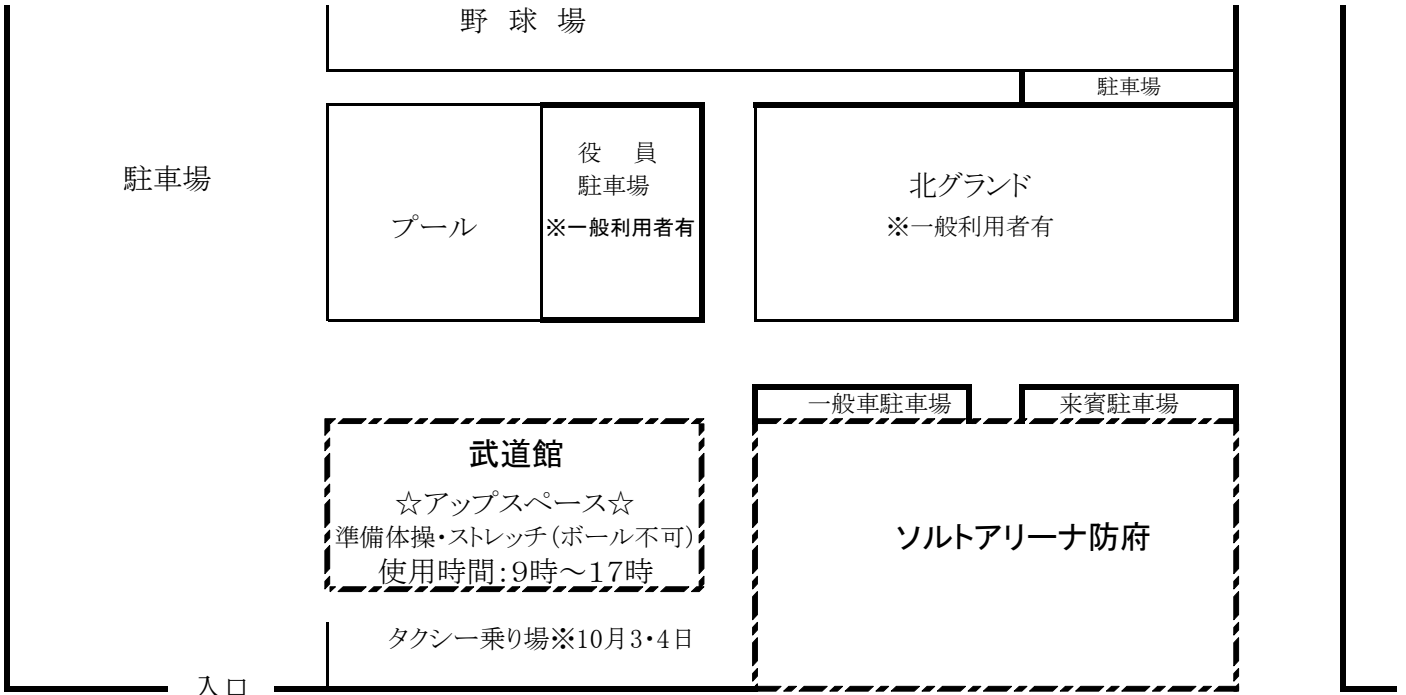 野 球 場
駐車場
駐車場
役 員
駐車場
※一般利用者有
プール
北グランド
※一般利用者有
一般車駐車場
来賓駐車場
武道館
☆アップスペース☆
準備体操・ストレッチ(ボール不可)
使用時間:9時～17時
ソルトアリーナ防府
タクシー乗り場※10月3・4日
入口